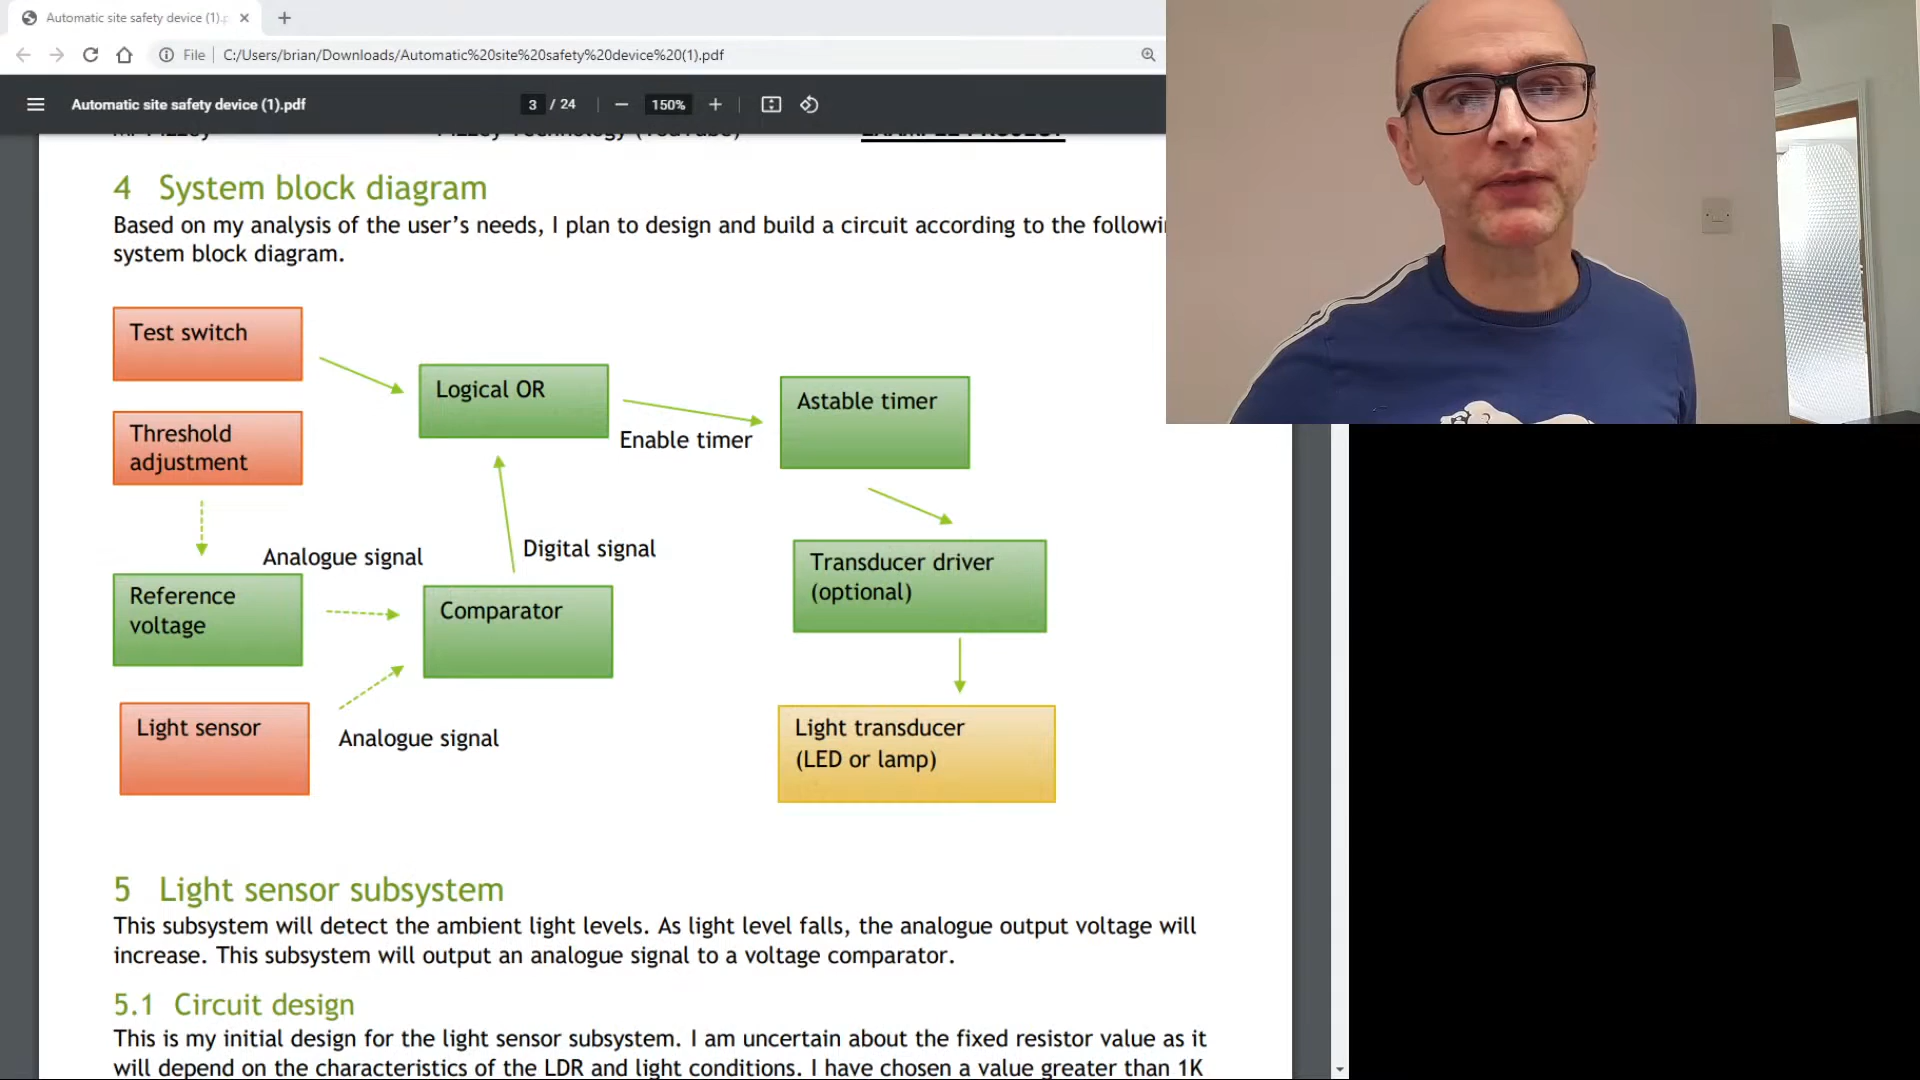 Automatic site safety device (1).p
File
C:/Users/brian/Downloads/Automatic%20site%20safety%20device%20(1).pdf
Automatic site safety device (1).pdf
3 / 24
150%
4 System block diagram
Based on my analysis of the user's needs, I plan to design and build a circuit according to the followi
system block diagram.
Test switch
Logical OR
Astable timer
Threshold
adjustment
Enable timer
Analogue signal
Digital signal
Transducer driver
(optional)
Reference
voltage
Comparator
Light sensor
Analogue signal
Light transducer
(LED or lamp)
5 Light sensor subsystem
This subsystem will detect the ambient light levels. As light level falls, the analogue output voltage will
increase. This subsystem will output an analogue signal to a voltage comparator.
5.1 Circuit design
This is my initial design for the light sensor subsystem. I am uncertain about the fixed resistor value as it
will depend on the characteristics of the LDR and light conditions. I have chosen a value greater than 1K